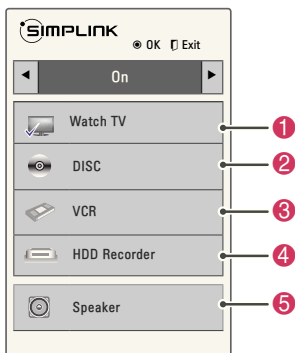 SIMPLINK
OK Exit
On
Watch TV 1
DISC 2
VCR 3
HDD Recorder 4
Speaker 5